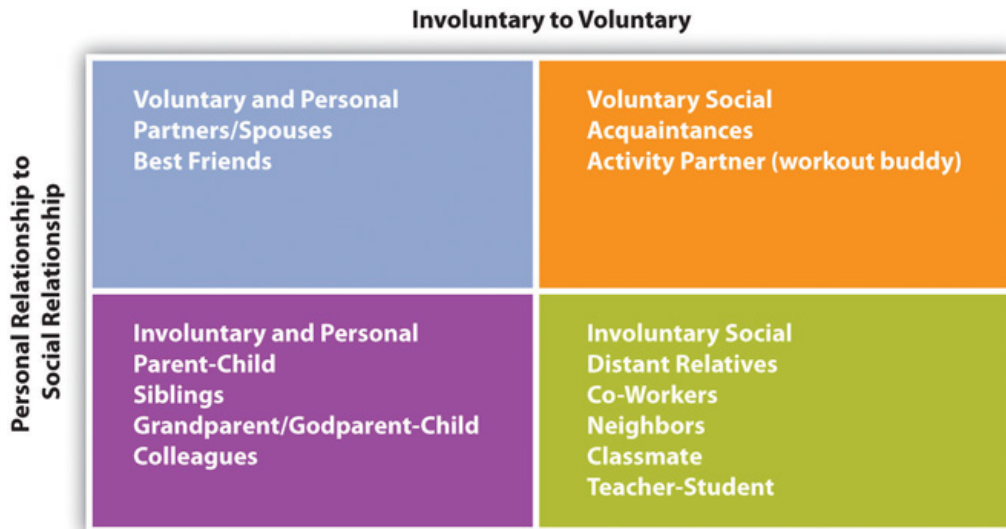 Involuntary to Voluntary
Personal Relationship to
Social Relationship
Voluntary and Personal
Partners/Spouses
Best Friends
Voluntary Social
Acquaintances
Activity Partner (workout buddy)
Involuntary and Personal
Parent-Child
Siblings
Grandparent/Godparent-Child
Colleagues
Involuntary Social
Distant Relatives
Co-Workers
Neighbors
Classmate
Teacher-Student